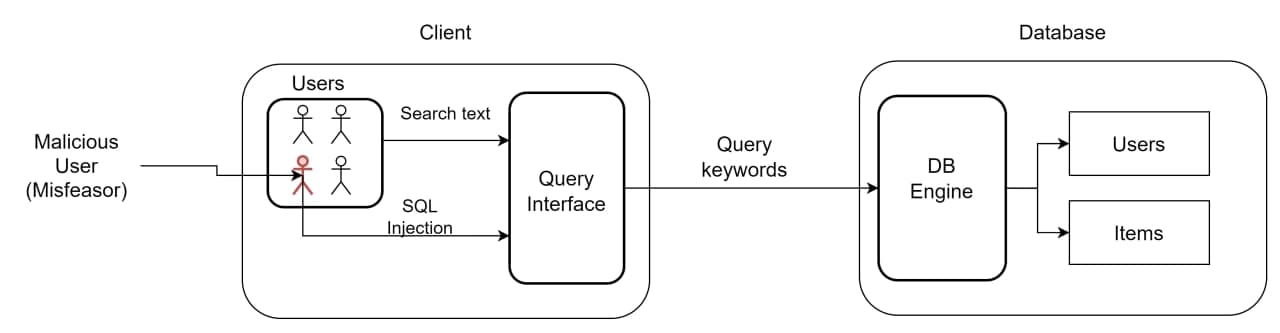 Client
Database
Users
Malicious
User
(Misfeasor)
Search text
SQL
Injection
Query
Interface
Query
keywords
DB
Engine
Users
Items